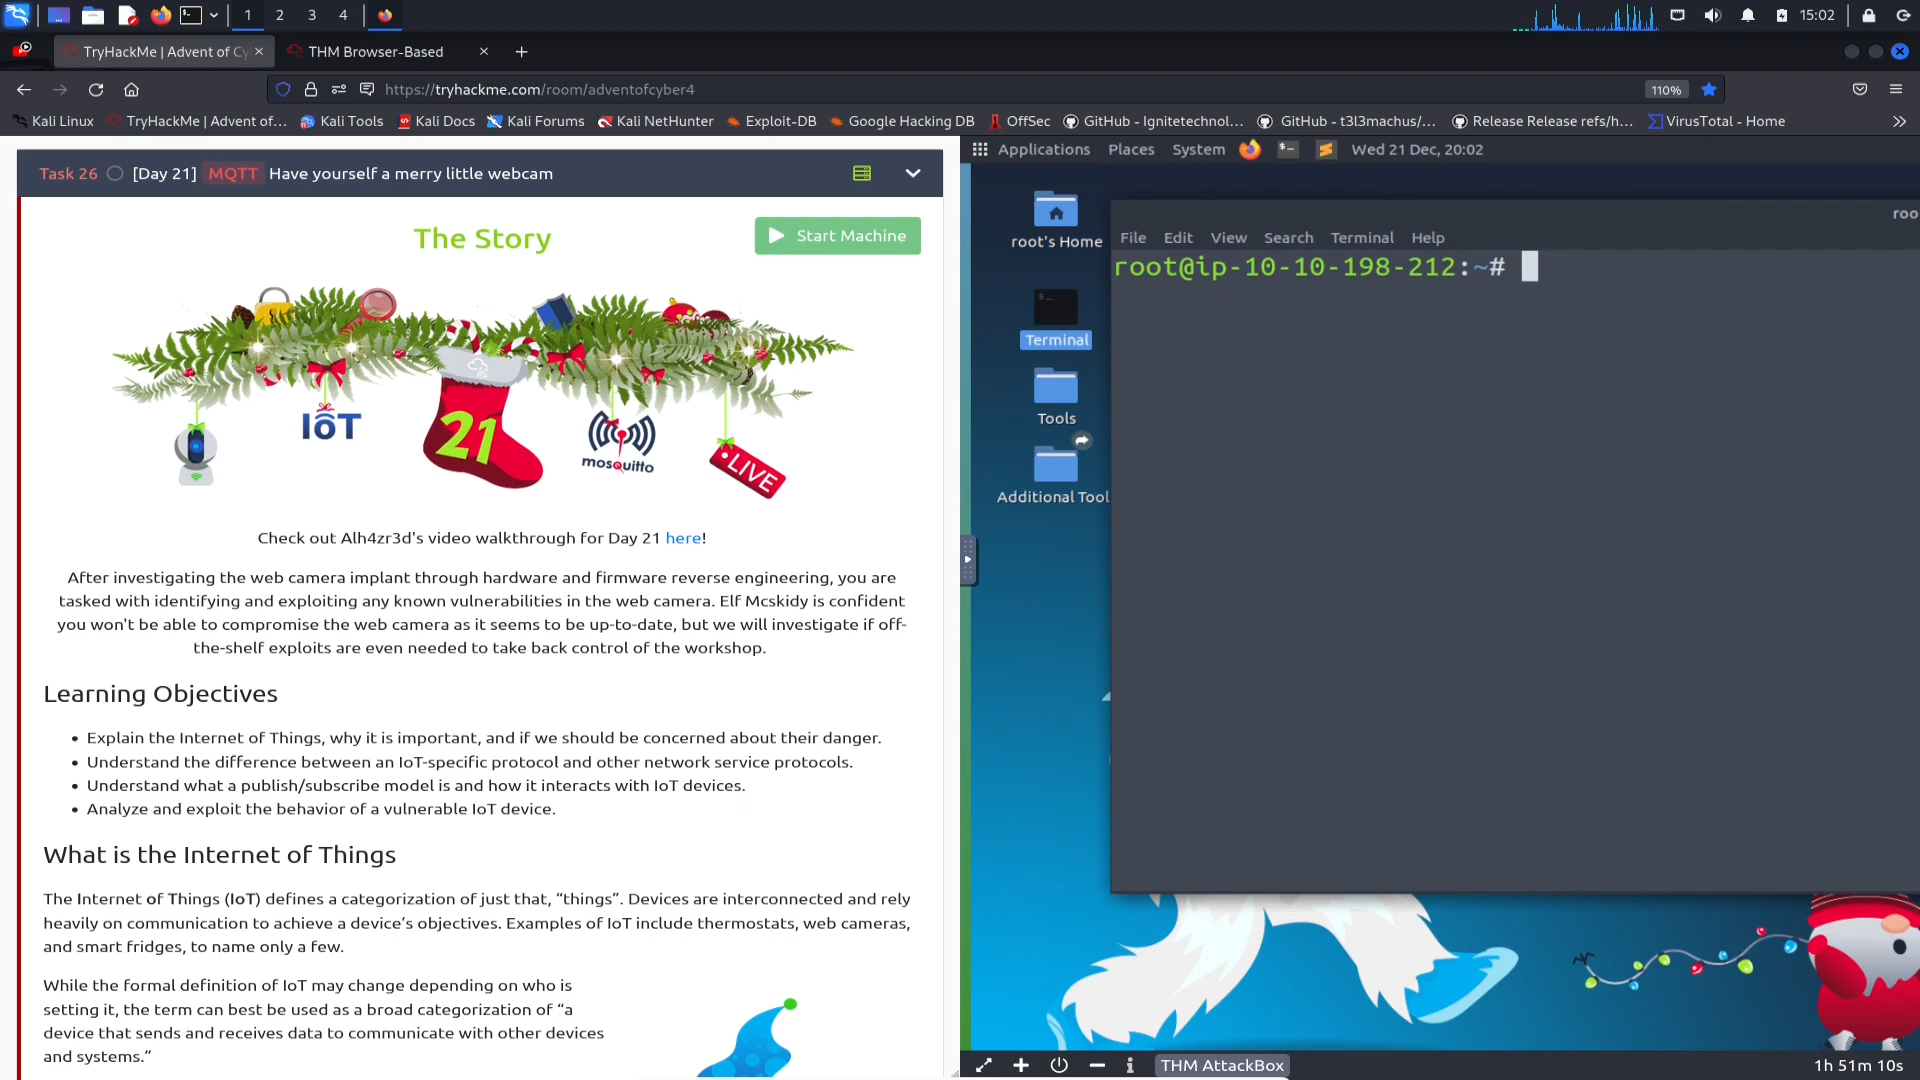 1 2 3 4 15:02
TryHackMe | Advent of Cy
THM Browser-Based
https://tryhackme.com/room/adventofcyber4
110%
Kali Linux
TryHackMe | Advent of...
Kali Tools
Kali Docs
Kali Forums
Kali NetHunter
Exploit-DB
Google Hacking DB
OffSec
GitHub - Ignitetechnol...
GitHub - t3l3machus/...
Release Release refs/h...
VirusTotal - Home
Task 26 [Day 21] MQTT Have yourself a merry little webcam
The Story
Start Machine
IoT
21
mosquitto
LIVE
Check out Alh4zr3d's video walkthrough for Day 21 here!
After investigating the web camera implant through hardware and firmware reverse engineering, you are
tasked with identifying and exploiting any known vulnerabilities in the web camera. Elf Mcskidy is confident
you won't be able to compromise the web camera as it seems to be up-to-date, but we will investigate if off-
the-shelf exploits are even needed to take back control of the workshop.
Learning Objectives
• Explain the Internet of Things, why it is important, and if we should be concerned about their danger.
• Understand the difference between an IoT-specific protocol and other network service protocols.
• Understand what a publish/subscribe model is and how it interacts with IoT devices.
• Analyze and exploit the behavior of a vulnerable IoT device.
What is the Internet of Things
The Internet of Things (IoT) defines a categorization of just that, “things”. Devices are interconnected and rely
heavily on communication to achieve a device’s objectives. Examples of IoT include thermostats, web cameras,
and smart fridges, to name only a few.
While the formal definition of IoT may change depending on who is
setting it, the term can best be used as a broad categorization of “a
device that sends and receives data to communicate with other devices
and systems.”
Applications Places System Wed 21 Dec, 20:02
root's Home
Terminal
Tools
Additional Tool
roo
File Edit View Search Terminal Help
root@ip-10-10-198-212:~#
THM AttackBox
1h 51m 10s